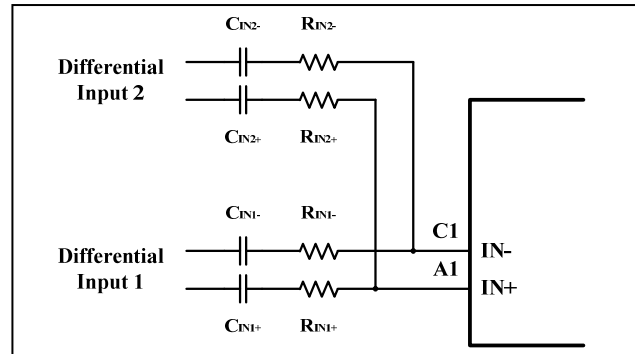 CIN2- RIN2-
Differential
Input 2
CIN2+ RIN2+
CIN1- RIN1-
C1
IN-
Differential
Input 1
A1
IN+
CIN1+ RIN1+